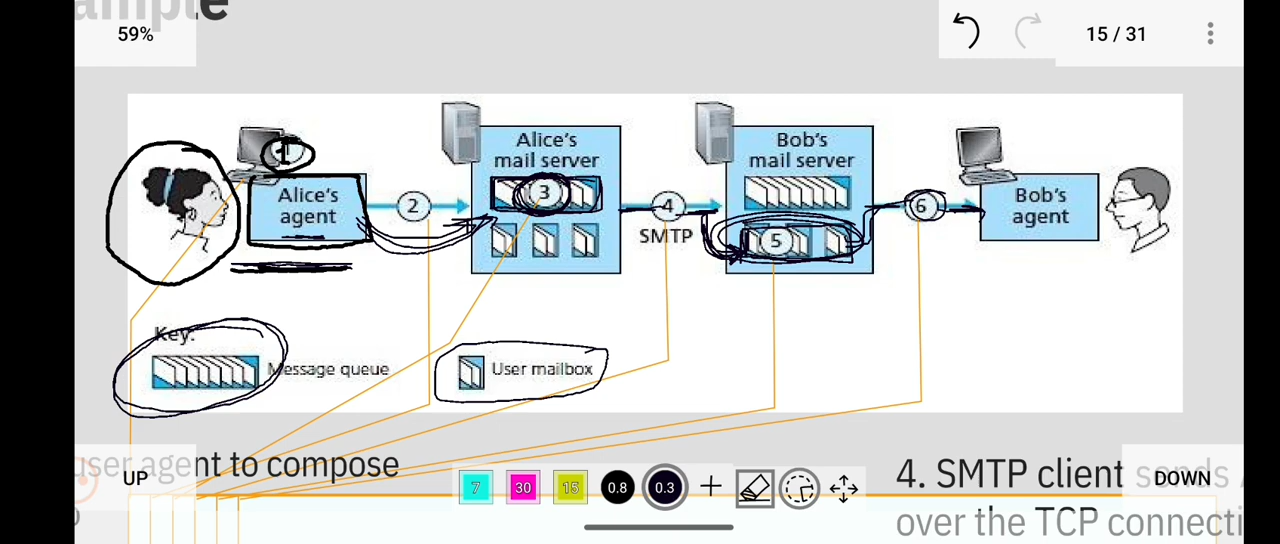 ample
59%
15 / 31
1
Alice's
agent
2
Alice's
mail server
3
4
SMTP
Bob's
mail server
5
6
Bob's
agent
Key:
Message queue
User mailbox
user agent to compose
UP
7
30
15
0.8
0.3
4. SMTP client sends
DOWN
over the TCP connecti